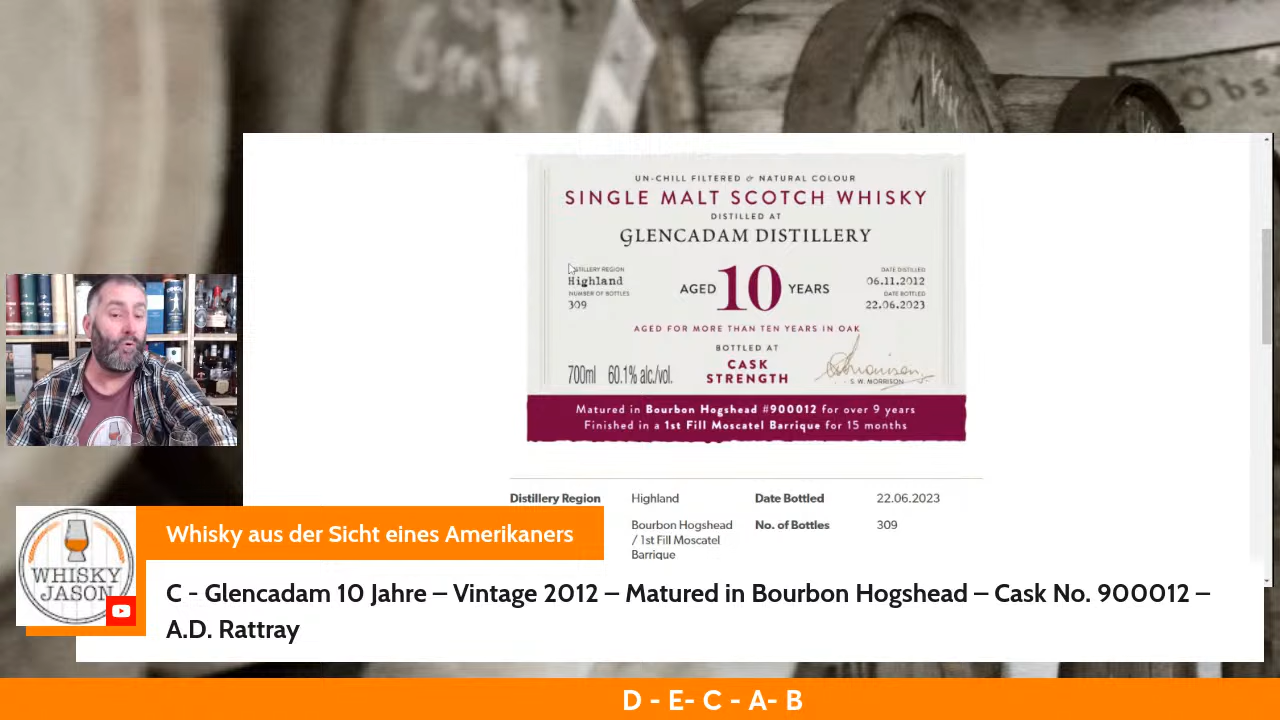 UN-CHILL FILTERED & NATURAL COLOUR
SINGLE MALT SCOTCH WHISKY
DISTILLED AT
GLENCADAM DISTILLERY
DISTILLERY REGION
Highland
NUMBER OF BOTTLES
309
AGED 10 YEARS
DATE DISTILLED
06.11.2012
DATE BOTTLED
22.06.2023
AGED FOR MORE THAN TEN YEARS IN OAK
BOTTLED AT
CASK
STRENGTH
700ml 60.1% alc./vol.
S. W. MORRISON
Matured in Bourbon Hogshead #900012 for over 9 years
Finished in a 1st Fill Moscatel Barrique for 15 months
Distillery Region Highland Date Bottled 22.06.2023
Bourbon Hogshead No. of Bottles 309
/ 1st Fill Moscatel
Barrique
WHISKY
JASON
Whisky aus der Sicht eines Amerikaners
C - Glencadam 10 Jahre – Vintage 2012 – Matured in Bourbon Hogshead – Cask No. 900012 –
A.D. Rattray
D - E- C - A- B